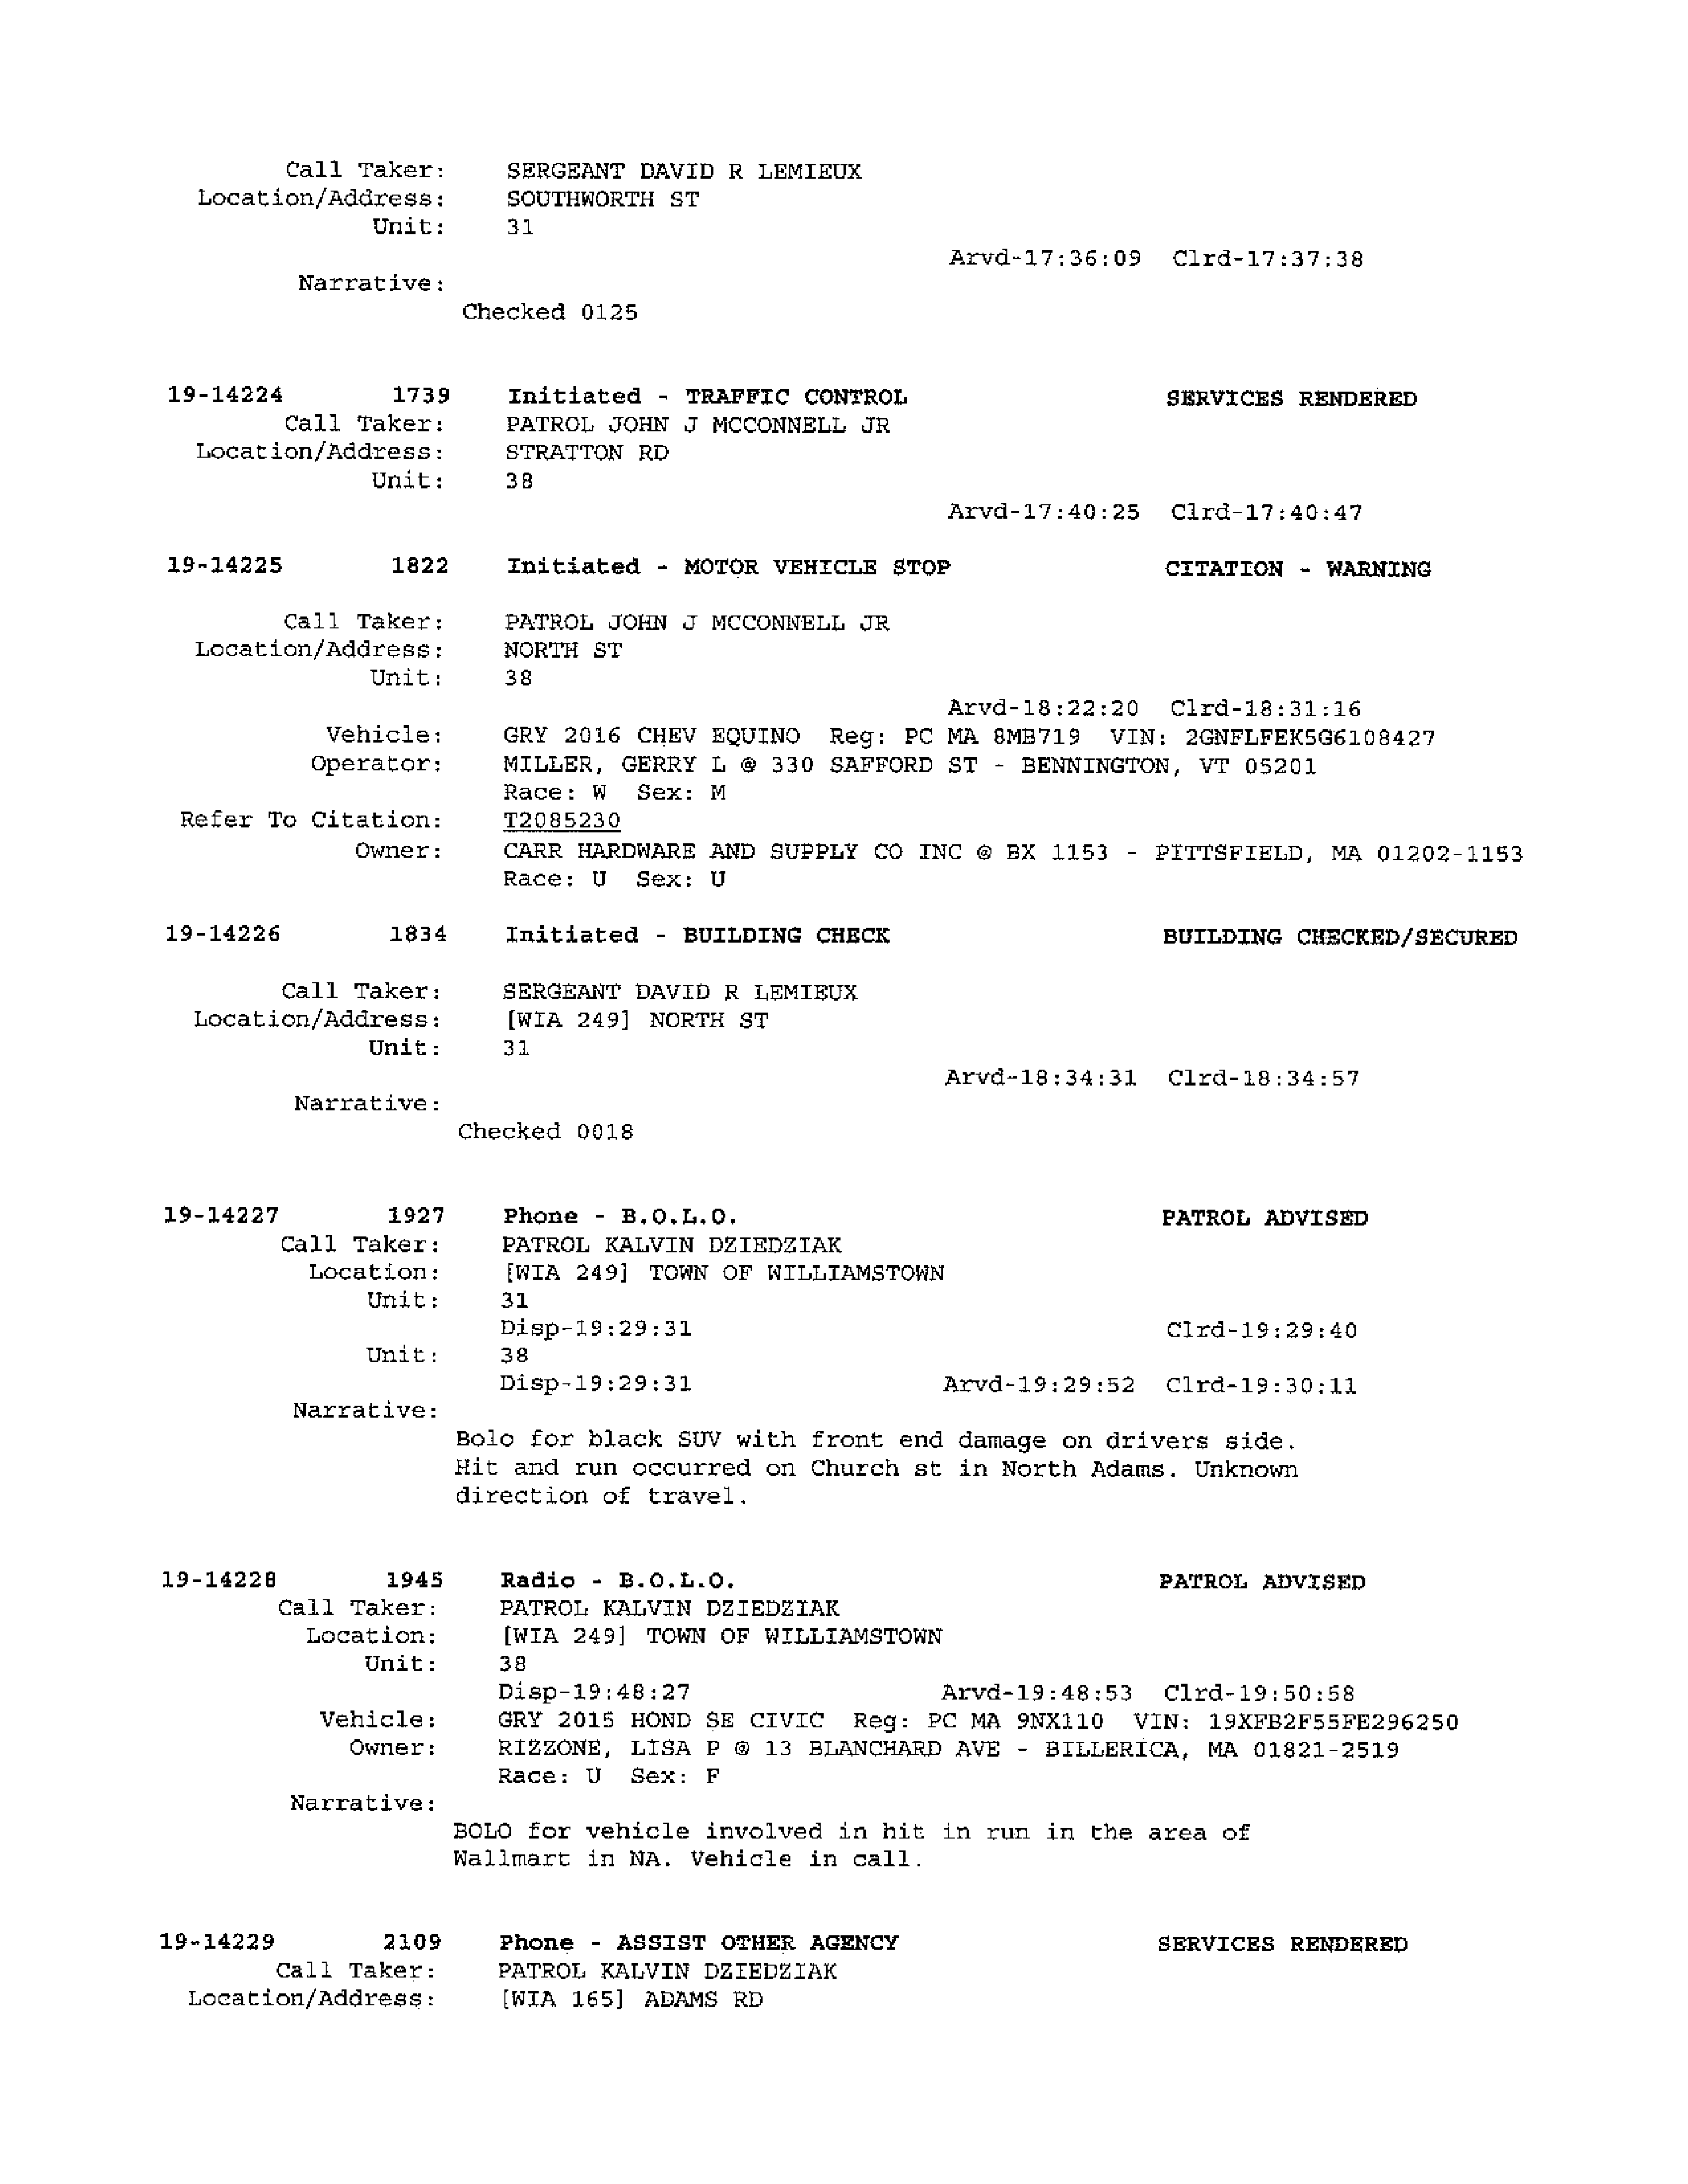 Call Taker: SERGEANT DAVID R LEMIEUX
Location/Address: SOUTHWORTH ST
Unit: 31
Arvd-17:36:09 Clrd-17:37:38
Narrative:
Checked 0125
19-14224 1739 Initiated - TRAFFIC CONTROL SERVICES RENDERED
Call Taker: PATROL JOHN J MCCONNELL JR
Location/Address: STRATTON RD
Unit: 38
Arvd-17:40:25 Clrd-17:40:47
19-14225 1822 Initiated - MOTOR VEHICLE STOP CITATION - WARNING
Call Taker: PATROL JOHN J MCCONNELL JR
Location/Address: NORTH ST
Unit: 38
Arvd-18:22:20 Clrd-18:31:16
Vehicle: GRY 2016 CHEV EQUINO Reg: PC MA 8MB719 VIN: 2GNFLFEK5G6108427
Operator: MILLER, GERRY L @ 330 SAFFORD ST - BENNINGTON, VT 05201
Race: W Sex: M
Refer To Citation: T2085230
Owner: CARR HARDWARE AND SUPPLY CO INC @ BX 1153 - PITTSFIELD, MA 01202-1153
Race: U Sex: U
19-14226 1834 Initiated - BUILDING CHECK BUILDING CHECKED/SECURED
Call Taker: SERGEANT DAVID R LEMIEUX
Location/Address: [WIA 249] NORTH ST
Unit: 31
Arvd-18:34:31 Clrd-18:34:57
Narrative:
Checked 0018
19-14227 1927 Phone - B.O.L.O. PATROL ADVISED
Call Taker: PATROL KALVIN DZIEDZIAK
Location: [WIA 249] TOWN OF WILLIAMSTOWN
Unit: 31
Disp-19:29:31 Clrd-19:29:40
Unit: 38
Disp-19:29:31 Arvd-19:29:52 Clrd-19:30:11
Narrative:
Bolo for black SUV with front end damage on drivers side.
Hit and run occurred on Church st in North Adams. Unknown
direction of travel.
19-14228 1945 Radio - B.O.L.O. PATROL ADVISED
Call Taker: PATROL KALVIN DZIEDZIAK
Location: [WIA 249] TOWN OF WILLIAMSTOWN
Unit: 38
Disp-19:48:27 Arvd-19:48:53 Clrd-19:50:58
Vehicle: GRY 2015 HOND SE CIVIC Reg: PC MA 9NX110 VIN: 19XFB2F55FE296250
Owner: RIZZONE, LISA P @ 13 BLANCHARD AVE - BILLERICA, MA 01821-2519
Race: U Sex: F
Narrative:
BOLO for vehicle involved in hit in run in the area of
Wallmart in NA. Vehicle in call.
19-14229 2109 Phone - ASSIST OTHER AGENCY SERVICES RENDERED
Call Taker: PATROL KALVIN DZIEDZIAK
Location/Address: [WIA 165] ADAMS RD